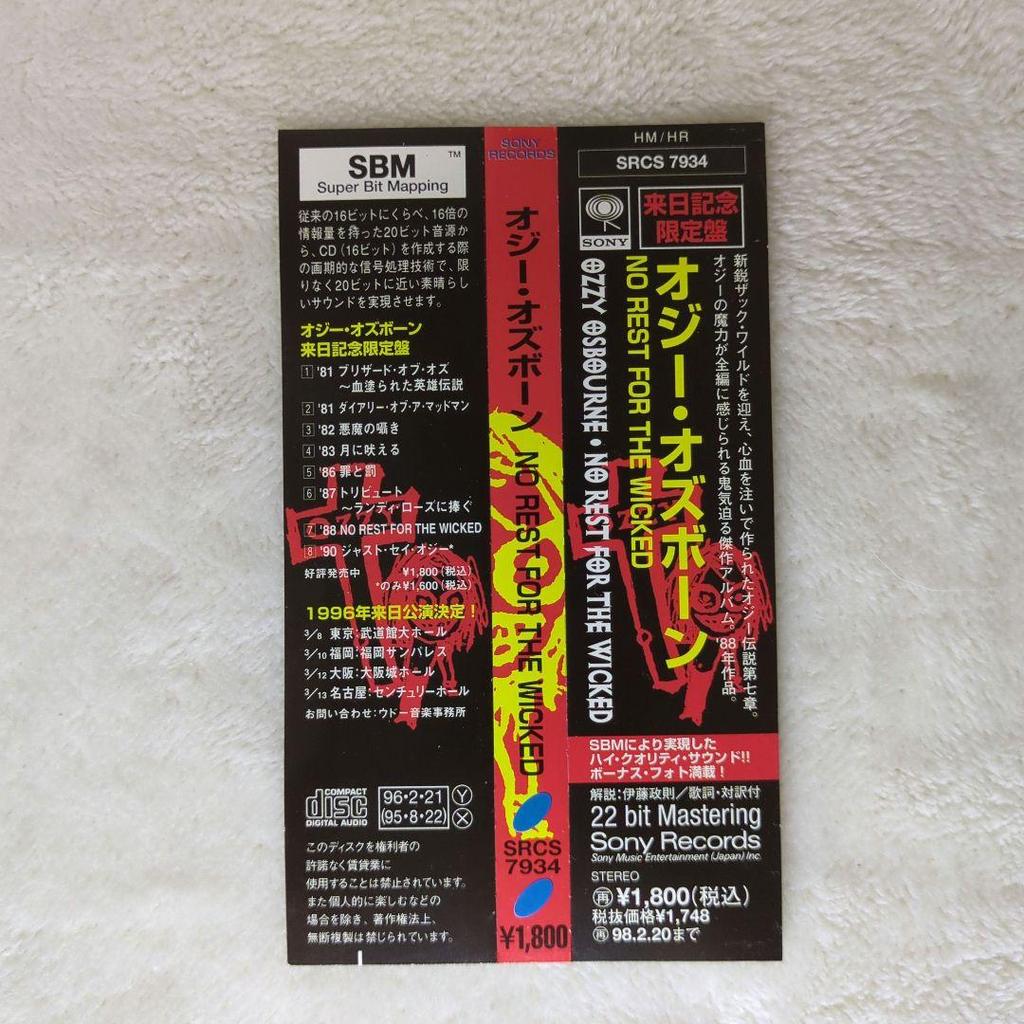 SBM
TM
Super Bit Mapping
従来の16ビットにくらべ、16倍の
情報量を持った20ビット音源か
ら、CD（16ビット）を作成する際
の画期的な信号処理技術で、限
りなく20ビットに近い素晴らし
いサウンドを実現させます。
オジー・オズボーン
来日記念限定盤
1 '81 ブリザード・オブ・オズ
〜血塗られた英雄伝説
2 '81 ダイアリー・オブ・ア・マッドマン
3 '82 悪魔の囁き
4 '83 月に吠える
5 '86 罪と罰
6 '87 トリビュート
〜ランディ・ローズに捧ぐ
7 '88 NO REST FOR THE WICKED
8 '90 ジャスト・セイ・オジー*
好評発売中 ¥1,800（税込）
*のみ¥1,600（税込）
1996年来日公演決定！
3/8 東京：武道館大ホール
3/10 福岡：福岡サンパレス
3/12 大阪：大阪城ホール
3/13 名古屋：センチュリーホール
お問い合わせ：ウドー音楽事務所
COMPACT
disc
DIGITAL AUDIO
96・2・21 Y
(95・8・22) X
このディスクを権利者の
許諾なく賃貸業に
使用することは禁止されています。
また個人的に楽しむなどの
場合を除き、著作権法上、
無断複製は禁じられています。
SONY
RECORDS
オジー・オズボーン NO REST FOR THE WICKED
SRCS
7934
¥1,800
HM/HR
SRCS 7934
SONY
来日記念
限定盤
新鋭ザック・ワイルドを迎え、心血を注いで作られたオジー伝説第七章。
オジーの魔力が全編に感じられる鬼気迫る傑作アルバム。'88年作品。
オジー・オズボーン
NO REST FOR THE WICKED
OZZY OSBOURNE・NO REST FOR THE WICKED
SBMにより実現した
ハイ・クオリティ・サウンド!!
ボーナス・フォト満載！
解説：伊藤政則／歌詞・対訳付
22 bit Mastering
Sony Records
Sony Music Entertainment (Japan) Inc.
STEREO
再 ¥1,800（税込）
税抜価格¥1,748
再 98.2.20まで